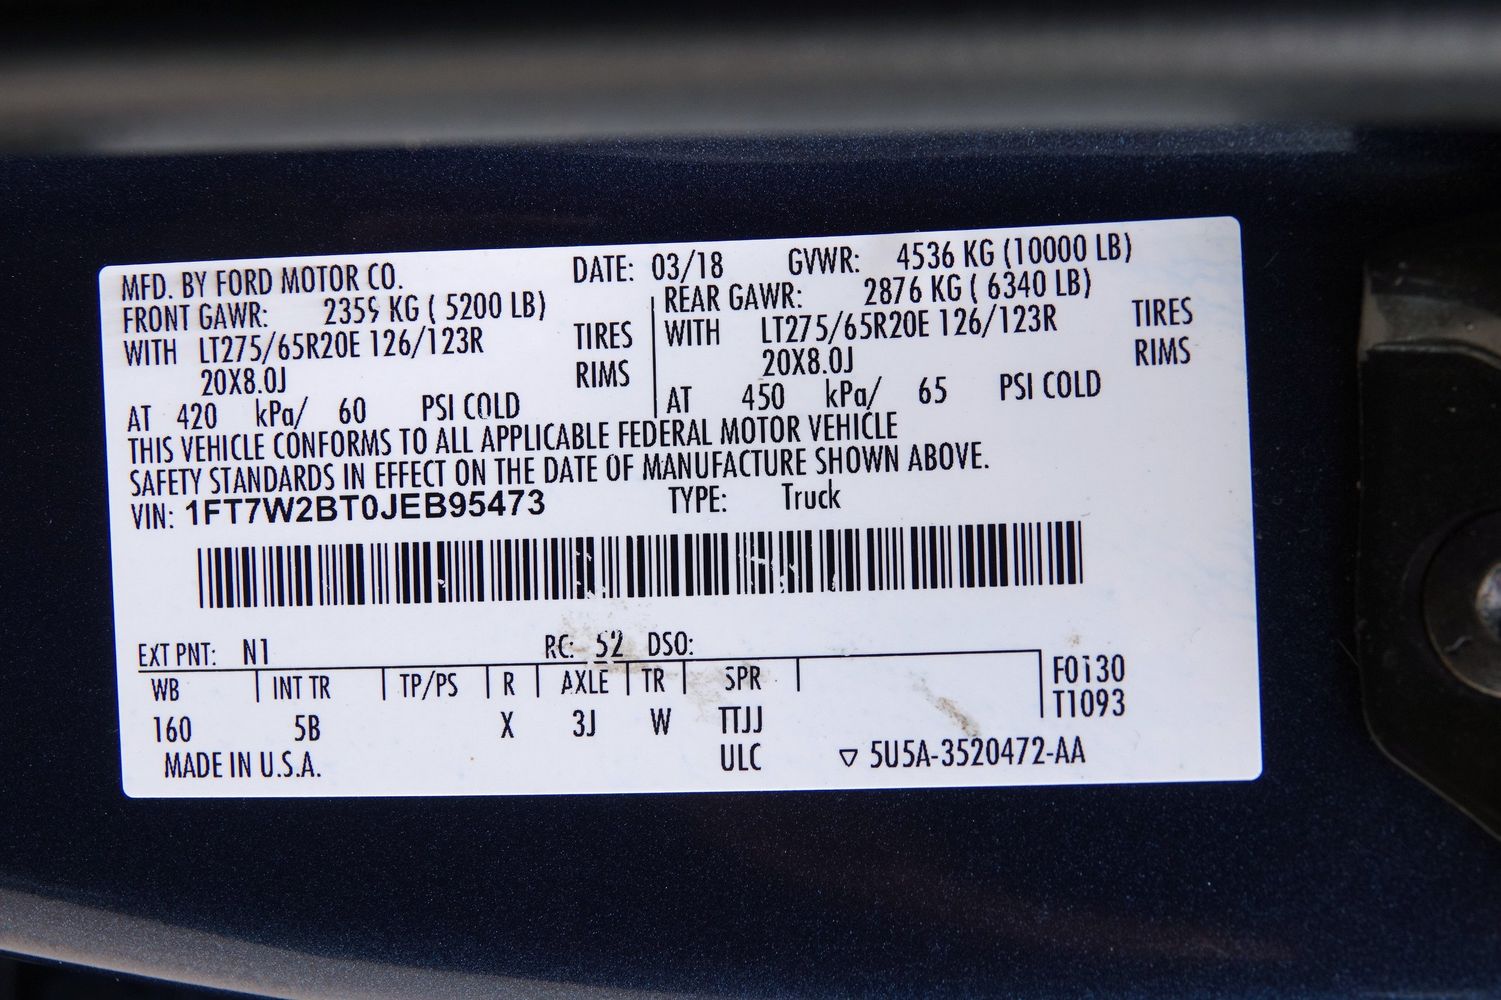 MFD. BY FORD MOTOR CO. DATE: 03/18 GVWR: 4536 KG (10000 LB)
FRONT GAWR: 2359 KG ( 5200 LB) REAR GAWR: 2876 KG ( 6340 LB)
WITH LT275/65R20E 126/123R TIRES WITH LT275/65R20E 126/123R TIRES
20X8.0J RIMS 20X8.0J RIMS
AT 420 kPa/ 60 PSI COLD AT 450 kPa/ 65 PSI COLD
THIS VEHICLE CONFORMS TO ALL APPLICABLE FEDERAL MOTOR VEHICLE
SAFETY STANDARDS IN EFFECT ON THE DATE OF MANUFACTURE SHOWN ABOVE.
VIN: 1FT7W2BT0JEB95473 TYPE: Truck
EXT PNT: N1 RC: 52 DSO:
WB INT TR TP/PS R AXLE TR SPR F0130
T1093
160 5B X 3J W TTJJ
MADE IN U.S.A. ULC ▽ 5U5A-3520472-AA